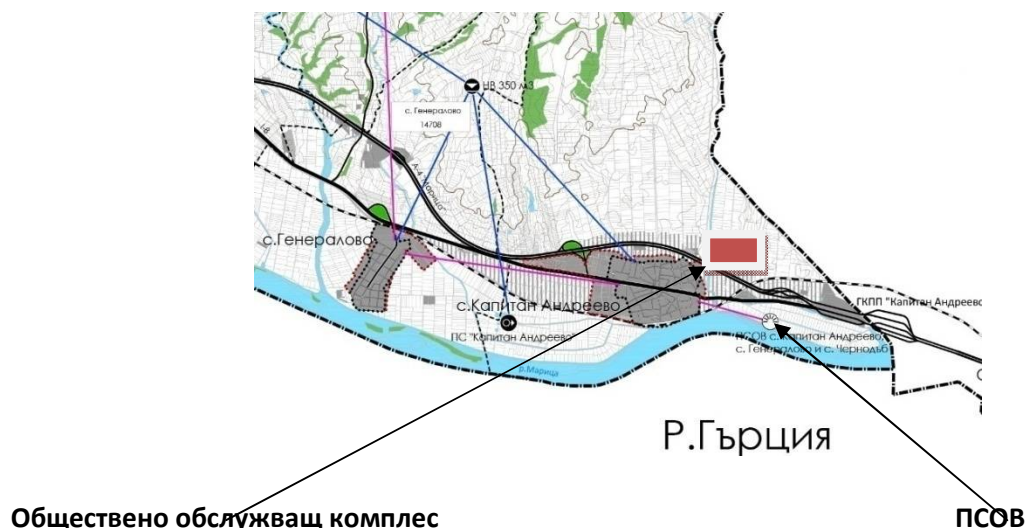 НВ 350 м3
с. Генералово
14708
А-4 "Марица"
с.Генералово
с.Капитан Андреево
ГКПП "Капитан Андреево
ПС "Капитан Андреево"
ПСОВ с. Капитан Андреево,
с. Генералово и с. Чернодъб
р.Марица
Р.Гърция
Обществено обслужващ комплес
ПСОВ